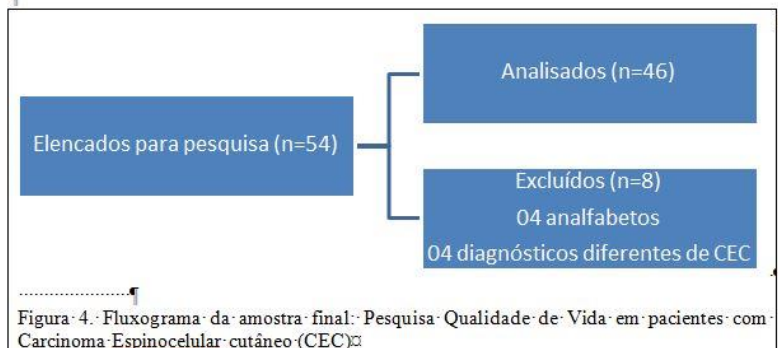 Elencados para pesquisa (n=54)
Analisados (n=46)
Excluídos (n=8)
04 analfabetos
04 diagnósticos diferentes de CEC
Figura 4. Fluxograma da amostra final: Pesquisa Qualidade de Vida em pacientes com
Carcinoma Espinocelular cutâneo (CEC)